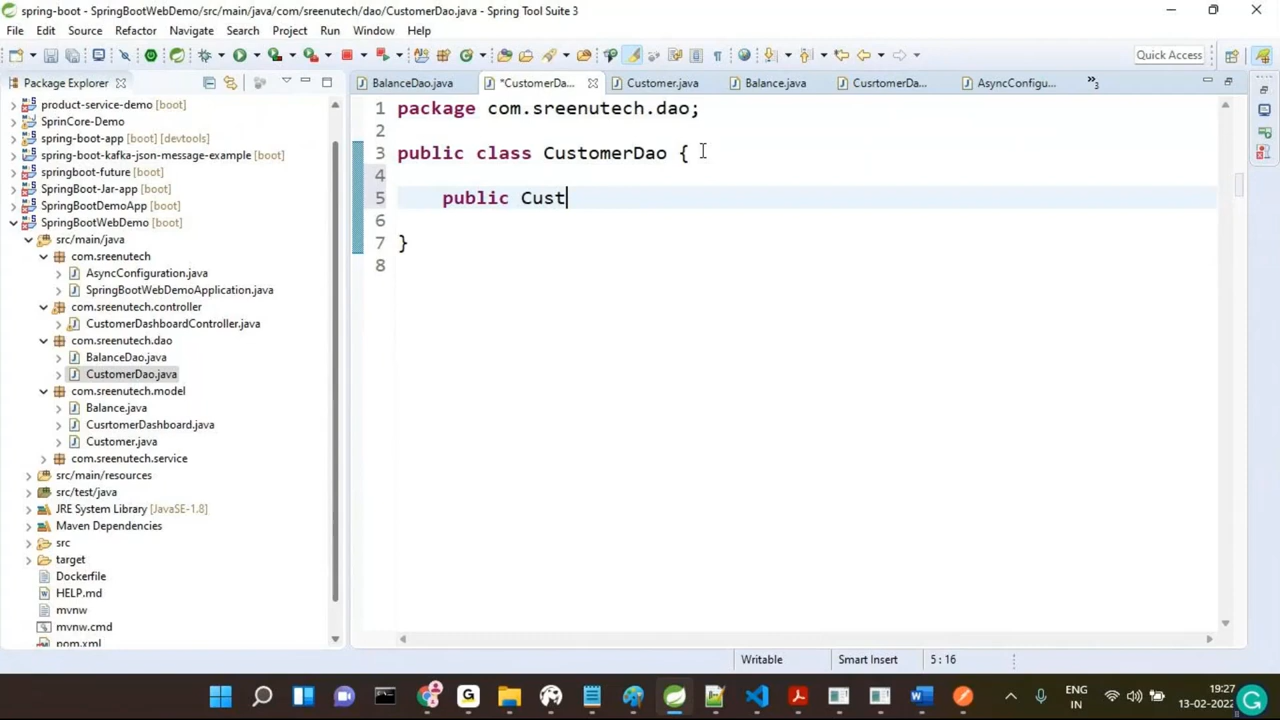 spring-boot - SpringBootWebDemo/src/main/java/com/sreenutech/dao/CustomerDao.java - Spring Tool Suite 3
File Edit Source Refactor Navigate Search Project Run Window Help
Quick Access
Package Explorer
BalanceDao.java
*CustomerDa...
Customer.java
Balance.java
CusrtomerDa...
AsyncConfigu...
»3
product-service-demo [boot]
SprinCore-Demo
spring-boot-app [boot] [devtools]
spring-boot-kafka-json-message-example [boot]
springboot-future [boot]
SpringBoot-Jar-app [boot]
SpringBootDemoApp [boot]
SpringBootWebDemo [boot]
src/main/java
com.sreenutech
AsyncConfiguration.java
SpringBootWebDemoApplication.java
com.sreenutech.controller
CustomerDashboardController.java
com.sreenutech.dao
BalanceDao.java
CustomerDao.java
com.sreenutech.model
Balance.java
CusrtomerDashboard.java
Customer.java
com.sreenutech.service
src/main/resources
src/test/java
JRE System Library [JavaSE-1.8]
Maven Dependencies
src
target
Dockerfile
HELP.md
mvnw
mvnw.cmd
pom.xml
1 package com.sreenutech.dao;
2
3 public class CustomerDao {
4
5 public Cust
6
7 }
8
Writable Smart Insert 5 : 16
ENG
IN
19:27
13-02-2022